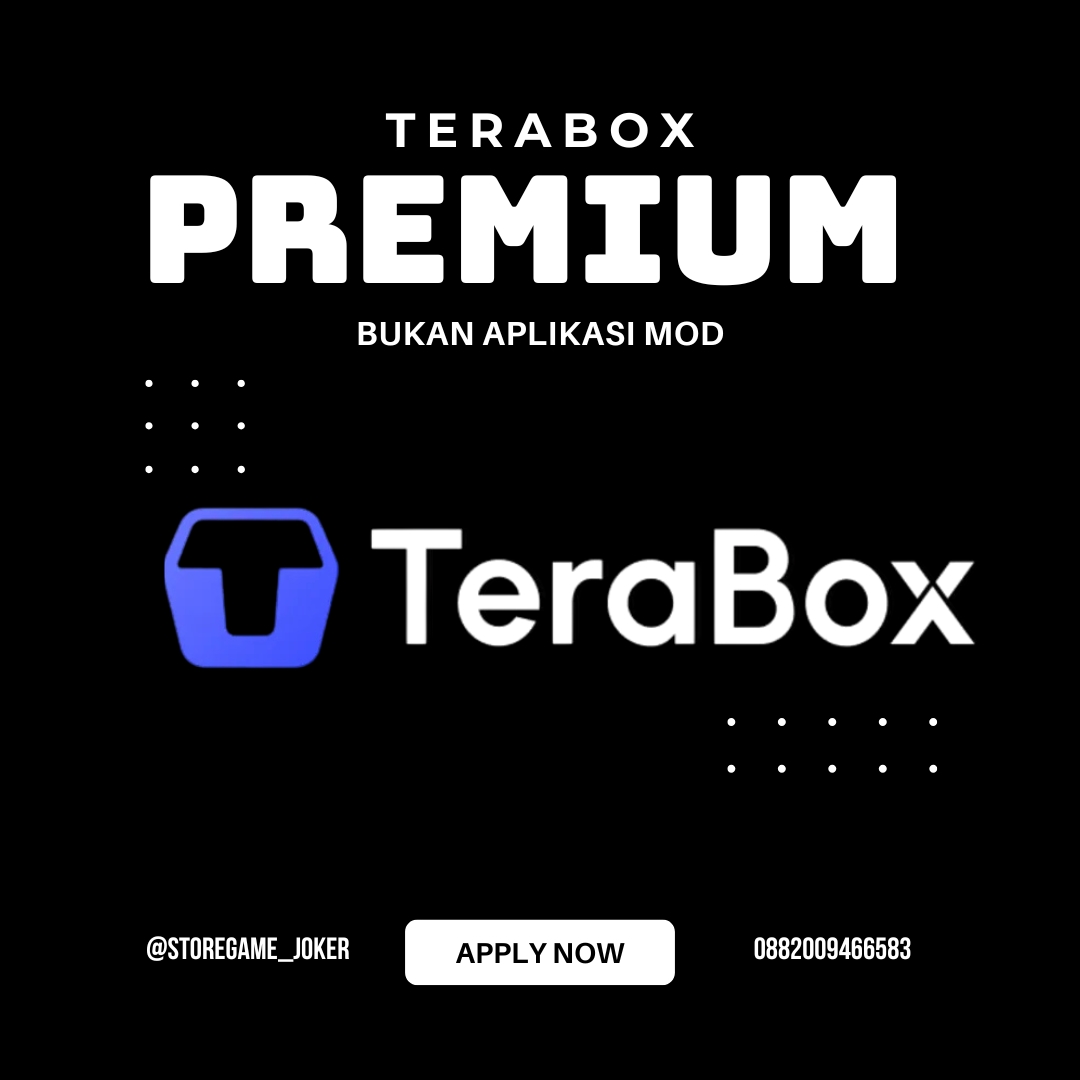 TERABOX
PREMIUM
BUKAN APLIKASI MOD
TeraBox
@STOREGAME_JOKER
APPLY NOW
0882009466583